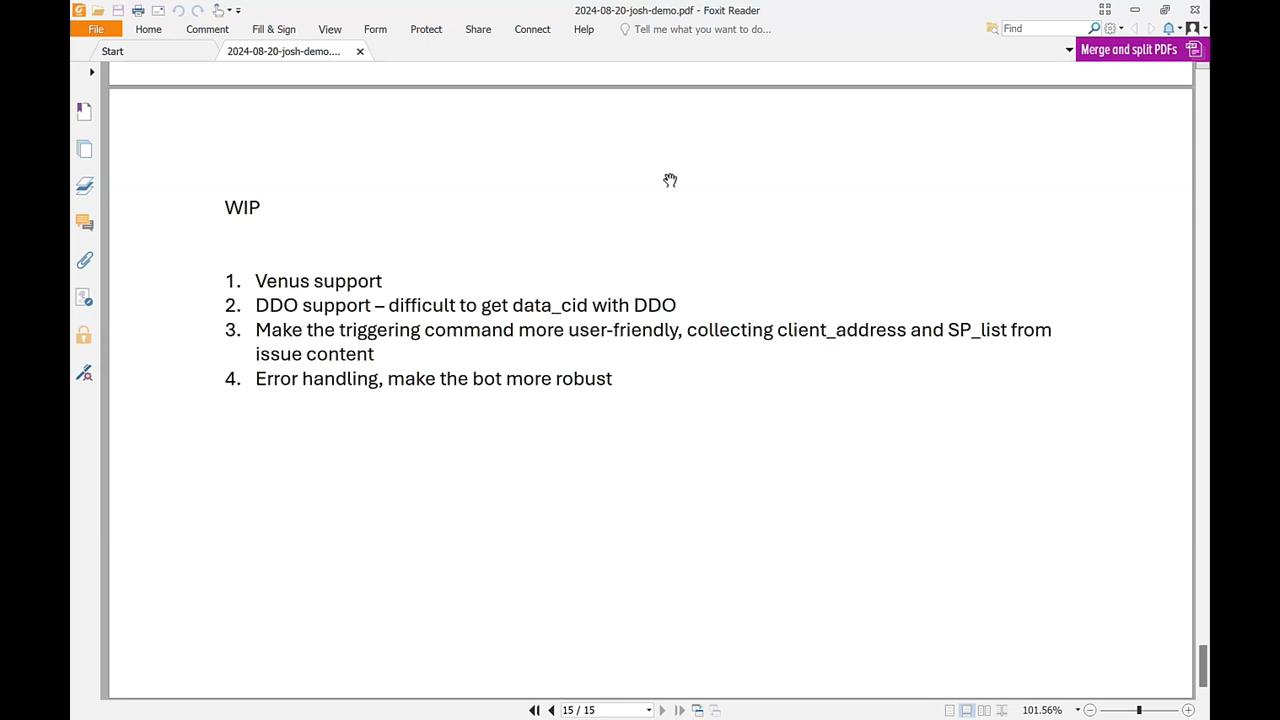 2024-08-20-josh-demo.pdf - Foxit Reader
File Home Comment Fill & Sign View Form Protect Share Connect Help Tell me what you want to do... Find
Start 2024-08-20-josh-demo.... Merge and split PDFs
WIP
1. Venus support
2. DDO support – difficult to get data_cid with DDO
3. Make the triggering command more user-friendly, collecting client_address and SP_list from
issue content
4. Error handling, make the bot more robust
15 / 15 101.56%